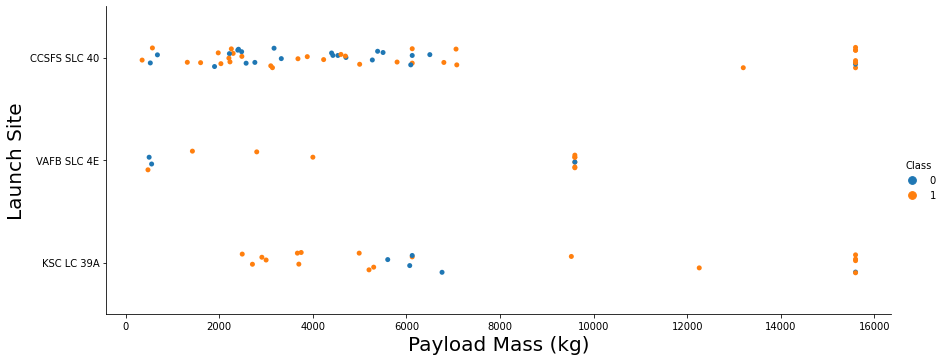 CCSFS SLC 40
VAFB SLC 4E
KSC LC 39A
Launch Site
0
2000
4000
6000
8000
10000
12000
14000
16000
Payload Mass (kg)
Class
0
1